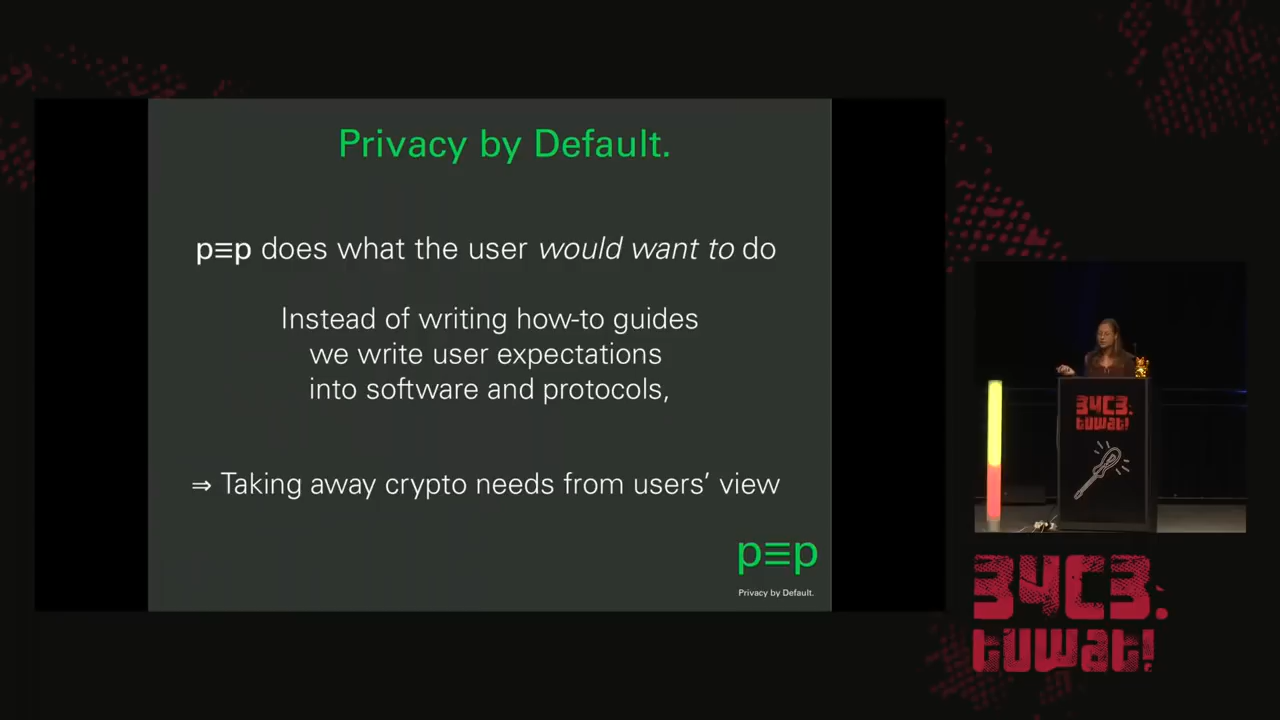 Privacy by Default.
p≡p does what the user would want to do
Instead of writing how-to guides
we write user expectations
into software and protocols,
⇒ Taking away crypto needs from users’ view
p≡p
Privacy by Default.
34C3.
tuwat!
34C3.
tuwat!